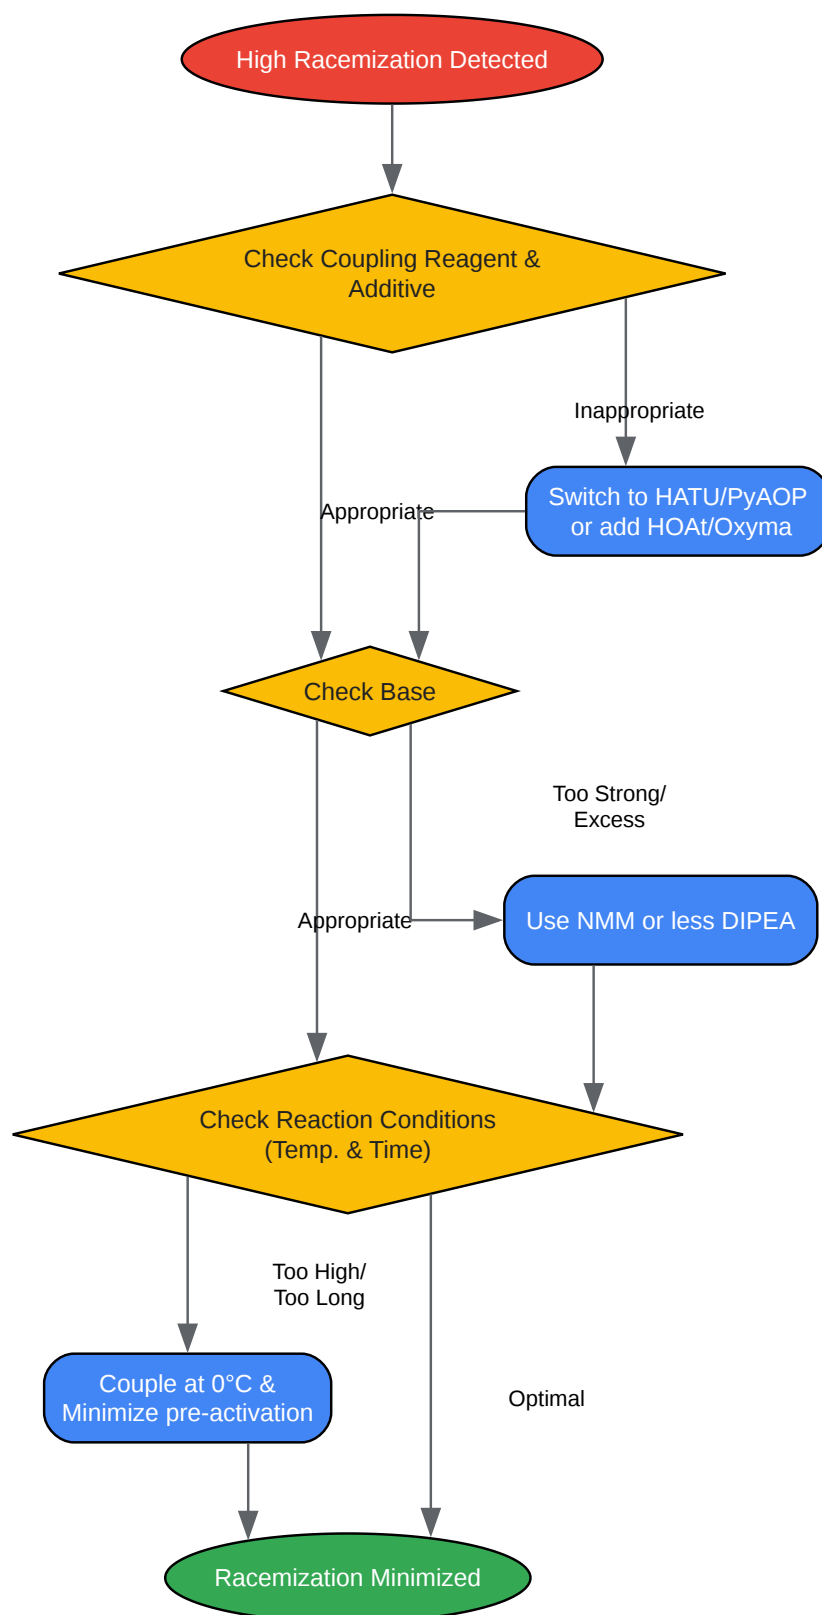 High Racemization Detected
Check Coupling Reagent &
Additive
Inappropriate
Switch to HATU/PyAOP
or add HOAt/Oxyma
Appropriate
Check Base
Too Strong/
Excess
Use NMM or less DIPEA
Appropriate
Check Reaction Conditions
(Temp. & Time)
Too High/
Too Long
Couple at 0°C &
Minimize pre-activation
Optimal
Racemization Minimized